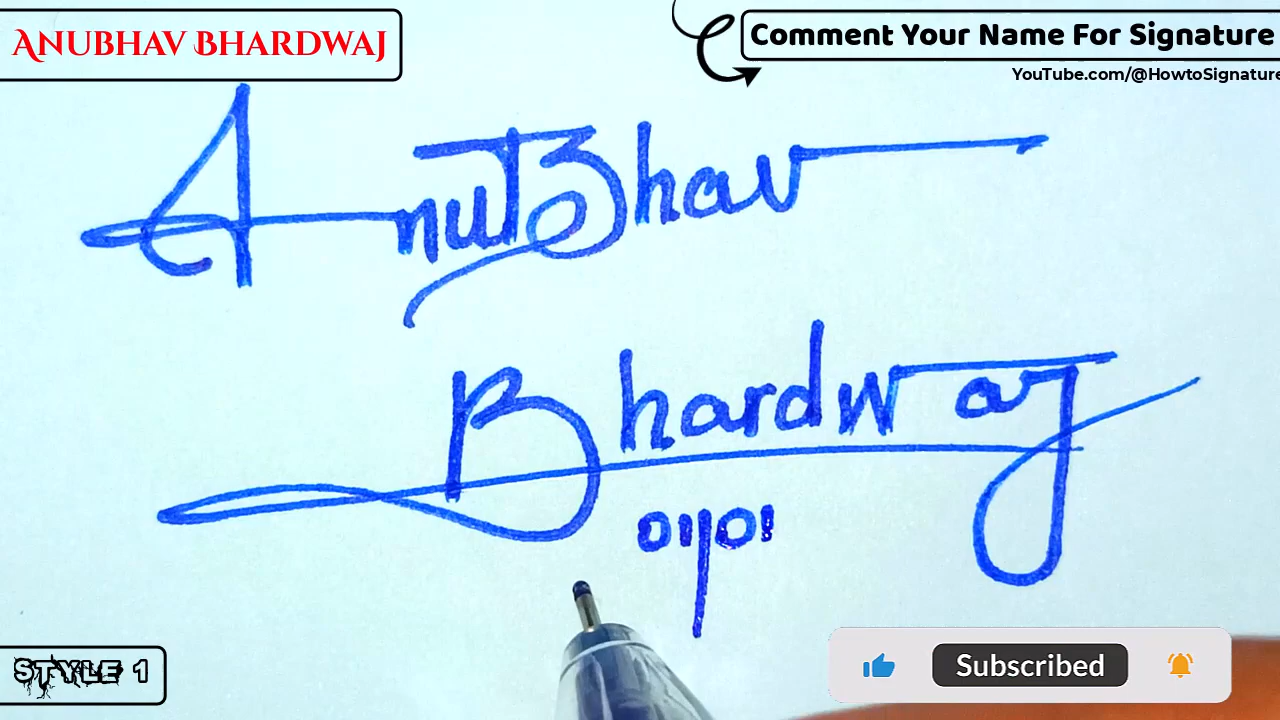 ANUBHAV BHARDWAJ
Comment Your Name For Signature
YouTube.com/@HowtoSignature
Anubhav
Bhardwaj
STYLE 1
Subscribed